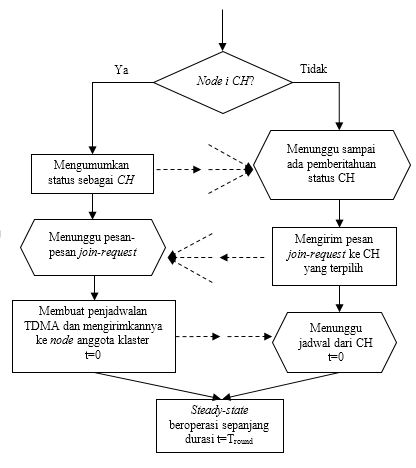 Node i CH?
Ya
Tidak
Mengumumkan
status sebagai CH
Menunggu sampai
ada pemberitahuan
status CH
Menunggu pesan-
pesan join-request
Mengirim pesan
join-request ke CH
yang terpilih
Membuat penjadwalan
TDMA dan mengirimkannya
ke node anggota klaster
t=0
Menunggu
jadwal dari CH
t=0
Steady-state
beroperasi sepanjang
durasi t=Tround